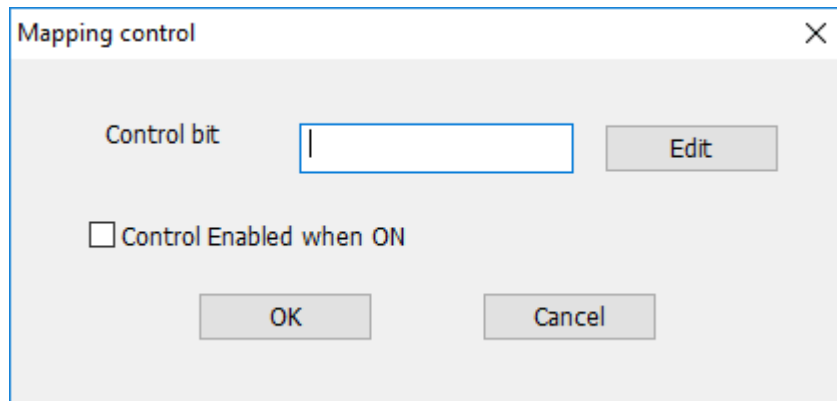 Mapping control
Control bit
Edit
Control Enabled when ON
OK
Cancel